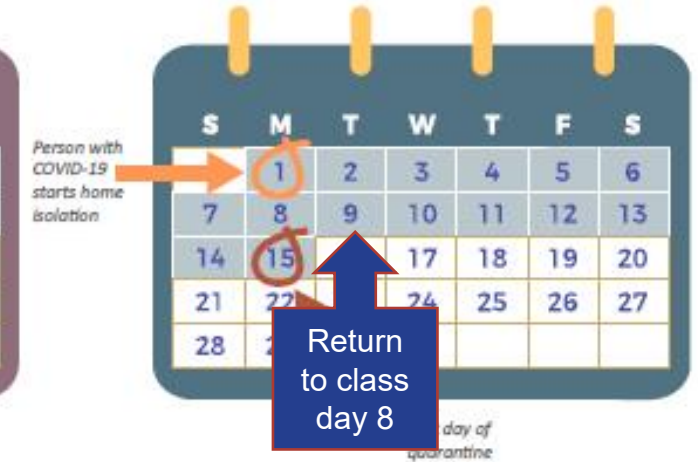 Person with
COVID-19
starts home
isolation
S M T W T F S
1 2 3 4 5 6
7 8 9 10 11 12 13
14 15 17 18 19 20
21 22 24 25 26 27
28
Return
to class
day 8
day of
quarantine